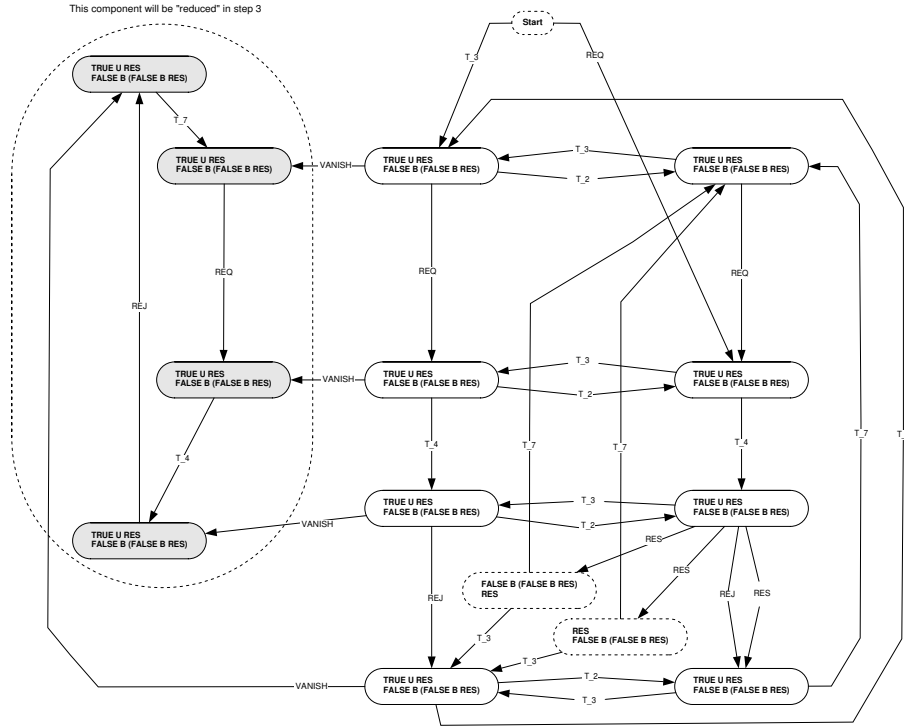 This component will be "reduced" in step 3
Start
T_3
REQ
TRUE U RES
FALSE B (FALSE B RES)
T_7
TRUE U RES
FALSE B (FALSE B RES)
VANISH
TRUE U RES
FALSE B (FALSE B RES)
T_3
T_2
TRUE U RES
FALSE B (FALSE B RES)
REQ
REQ
REQ
REJ
TRUE U RES
FALSE B (FALSE B RES)
VANISH
TRUE U RES
FALSE B (FALSE B RES)
T_3
T_2
TRUE U RES
FALSE B (FALSE B RES)
T_4
T_4
T_4
T_7
T_7
T_7
T_
TRUE U RES
FALSE B (FALSE B RES)
VANISH
TRUE U RES
FALSE B (FALSE B RES)
T_3
T_2
TRUE U RES
FALSE B (FALSE B RES)
RES
RES
REJ
RES
REJ
FALSE B (FALSE B RES)
RES
T_3
RES
FALSE B (FALSE B RES)
T_3
VANISH
TRUE U RES
FALSE B (FALSE B RES)
T_2
T_3
TRUE U RES
FALSE B (FALSE B RES)